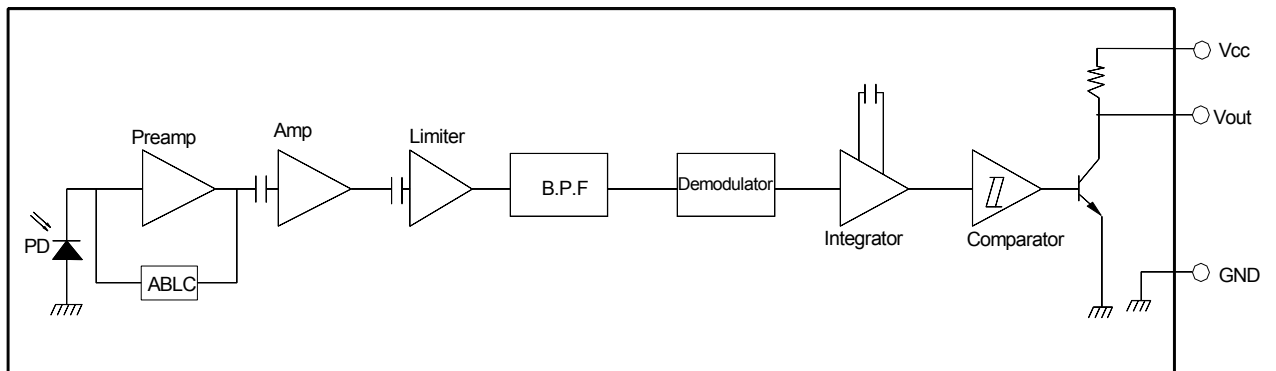 Vcc
Vout
Preamp
Amp
Limiter
B.P.F
Demodulator
PD
ABLC
Integrator
Comparator
GND